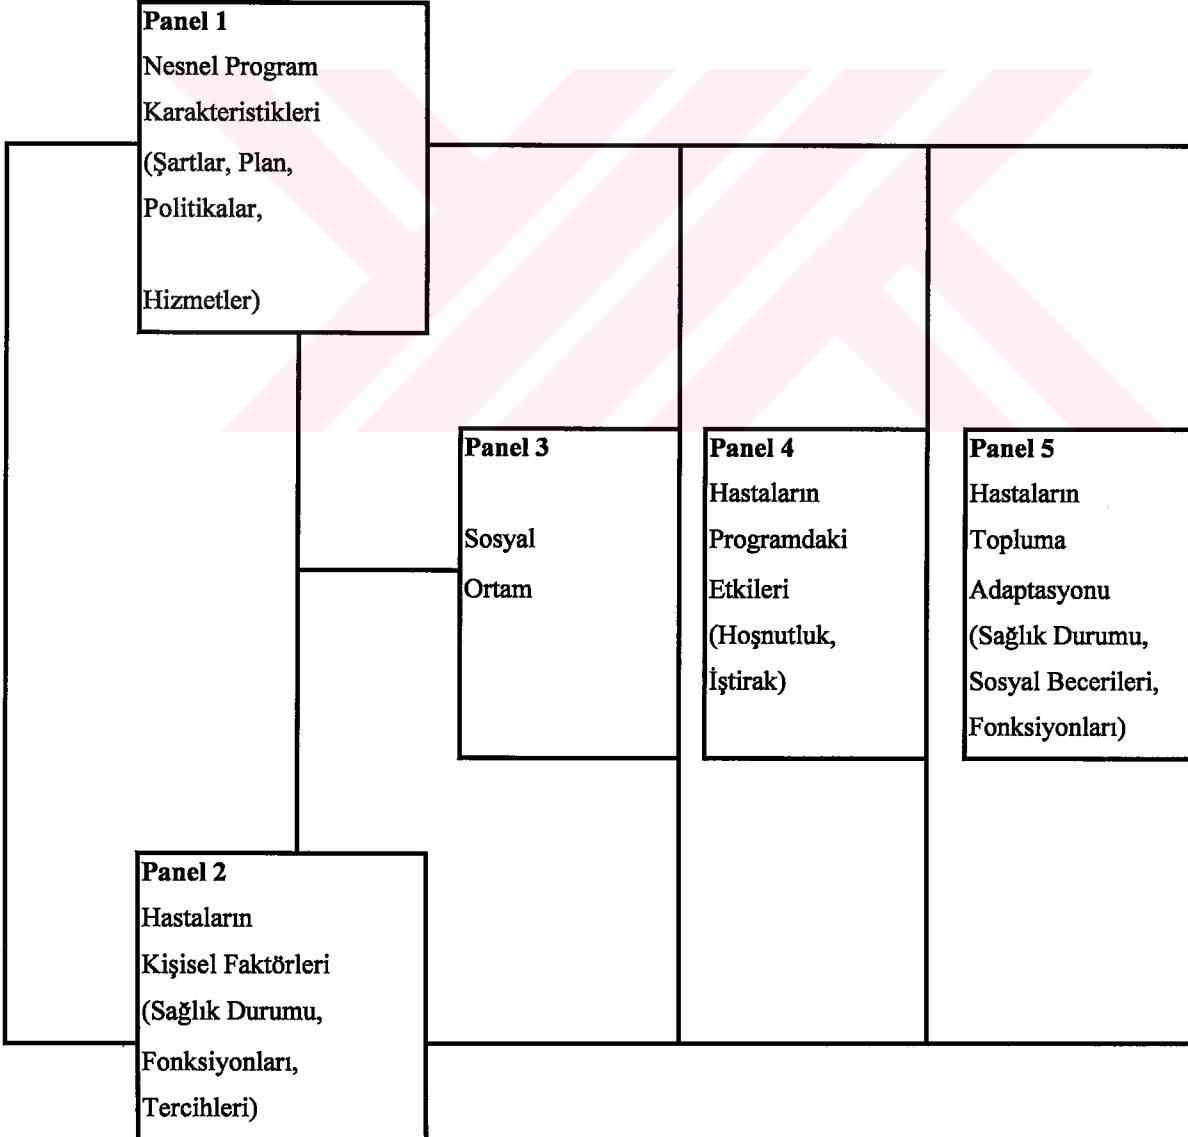 Panel 1
Nesnel Program
Karakteristikleri
(Şartlar, Plan,
Politikalar,
Hizmetler)
Panel 3
Sosyal
Ortam
Panel 4
Hastaların
Programdaki
Etkileri
(Hoşnutluk,
İştirak)
Panel 5
Hastaların
Topluma
Adaptasyonu
(Sağlık Durumu,
Sosyal Becerileri,
Fonksiyonları)
Panel 2
Hastaların
Kişisel Faktörleri
(Sağlık Durumu,
Fonksiyonları,
Tercihleri)